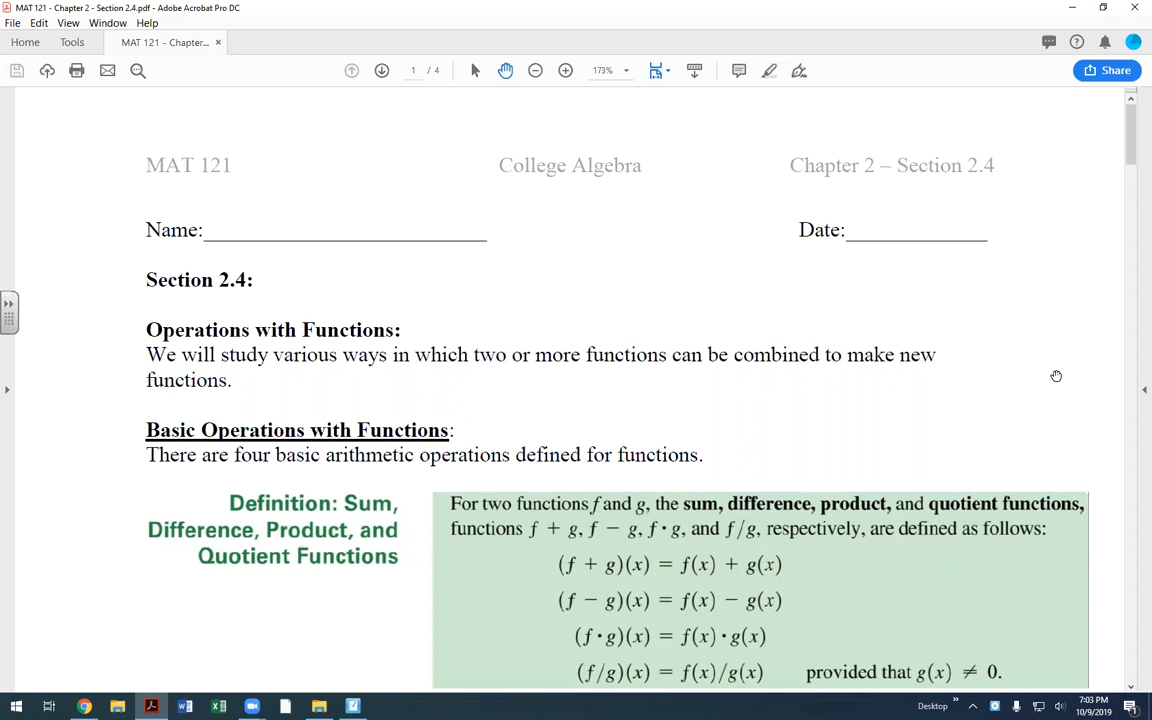 MAT 121 - Chapter 2 - Section 2.4.pdf - Adobe Acrobat Pro DC
File Edit View Window Help
Home Tools MAT 121 - Chapter... ×
1 / 4 173% Share
MAT 121 College Algebra Chapter 2 – Section 2.4
Name:__________________________ Date:_____________
Section 2.4:
Operations with Functions:
We will study various ways in which two or more functions can be combined to make new
functions.
Basic Operations with Functions:
There are four basic arithmetic operations defined for functions.
Definition: Sum,
Difference, Product, and
Quotient Functions
For two functions f and g, the sum, difference, product, and quotient functions,
functions f + g, f − g, f · g, and f/g, respectively, are defined as follows:
(f + g)(x) = f(x) + g(x)
(f − g)(x) = f(x) − g(x)
(f · g)(x) = f(x) · g(x)
(f/g)(x) = f(x)/g(x) provided that g(x) ≠ 0.
Desktop » 7:03 PM
10/9/2019